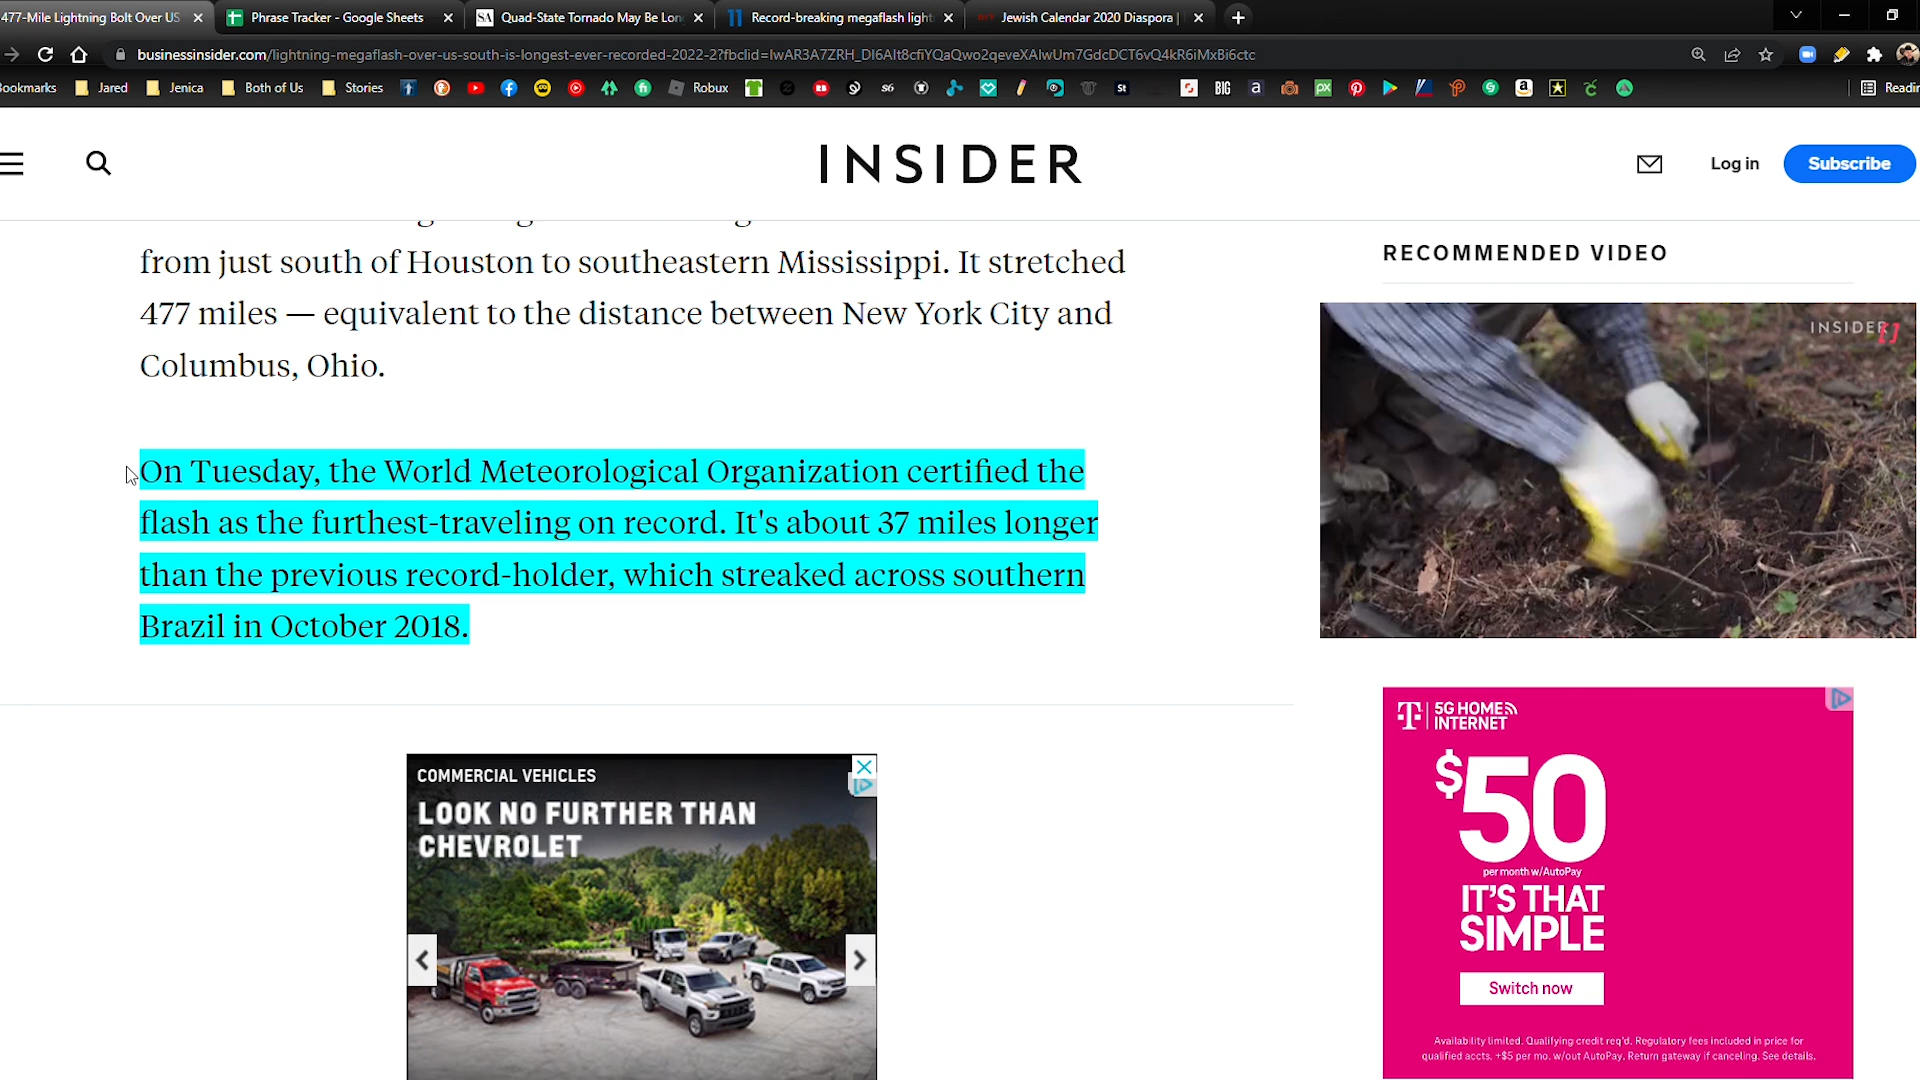 477-Mile Lightning Bolt Over US
Phrase Tracker - Google Sheets
SA Quad-State Tornado May Be Lon
Record-breaking megaflash light
Jewish Calendar 2020 Diaspora |
businessinsider.com/lightning-megaflash-over-us-south-is-longest-ever-recorded-2022-2?fbclid=IwAR3A7ZRH_DI6AIt8cfiYQaQwo2qeveXAlwUm7GdcDCT6vQ4kR6iMxBi6ctc
ookmarks Jared Jenica Both of Us Stories Robux S6 St BIG a px a Readin
INSIDER
Log in
Subscribe
from just south of Houston to southeastern Mississippi. It stretched
477 miles — equivalent to the distance between New York City and
Columbus, Ohio.
On Tuesday, the World Meteorological Organization certified the
flash as the furthest-traveling on record. It's about 37 miles longer
than the previous record-holder, which streaked across southern
Brazil in October 2018.
RECOMMENDED VIDEO
INSIDER
COMMERCIAL VEHICLES
LOOK NO FURTHER THAN
CHEVROLET
T | 5G HOME
INTERNET
$50
per month w/AutoPay
IT'S THAT
SIMPLE
Switch now
Availability limited. Qualifying credit req'd. Regulatory fees included in price for
qualified accts. +$5 per mo. w/out AutoPay. Return gateway if canceling. See details.